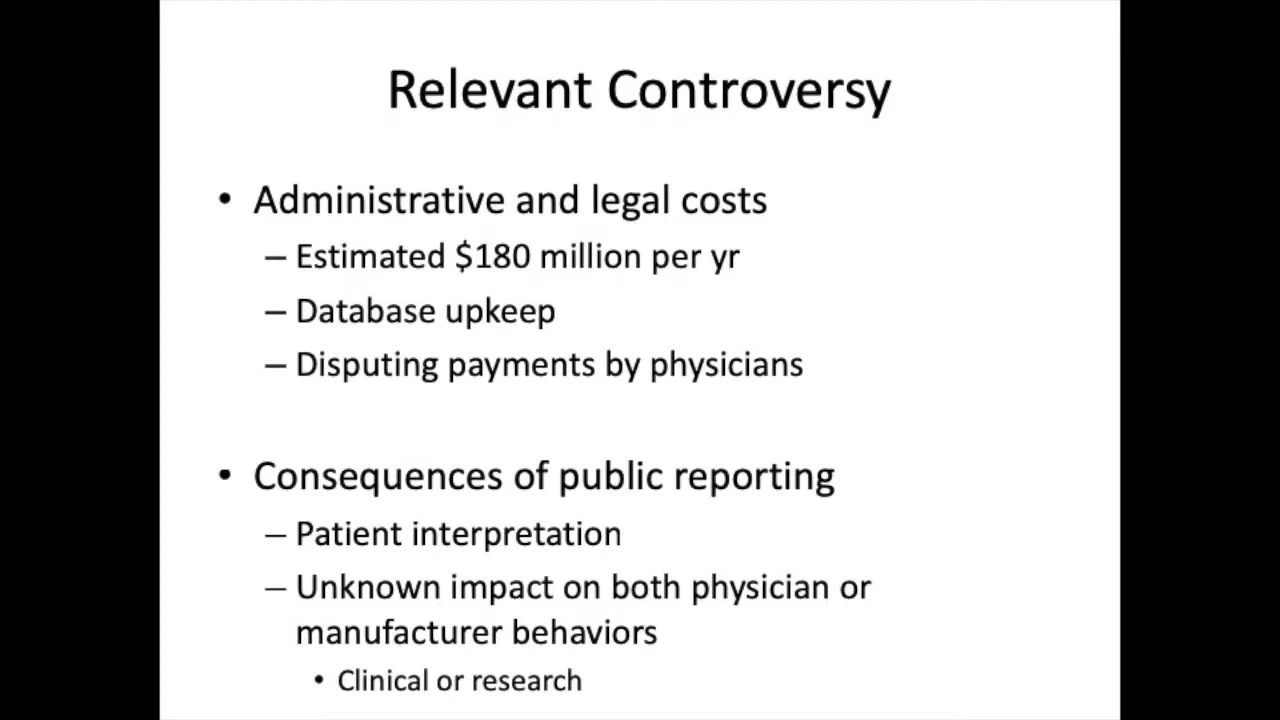 Relevant Controversy
• Administrative and legal costs
– Estimated $180 million per yr
– Database upkeep
– Disputing payments by physicians
• Consequences of public reporting
– Patient interpretation
– Unknown impact on both physician or
manufacturer behaviors
• Clinical or research